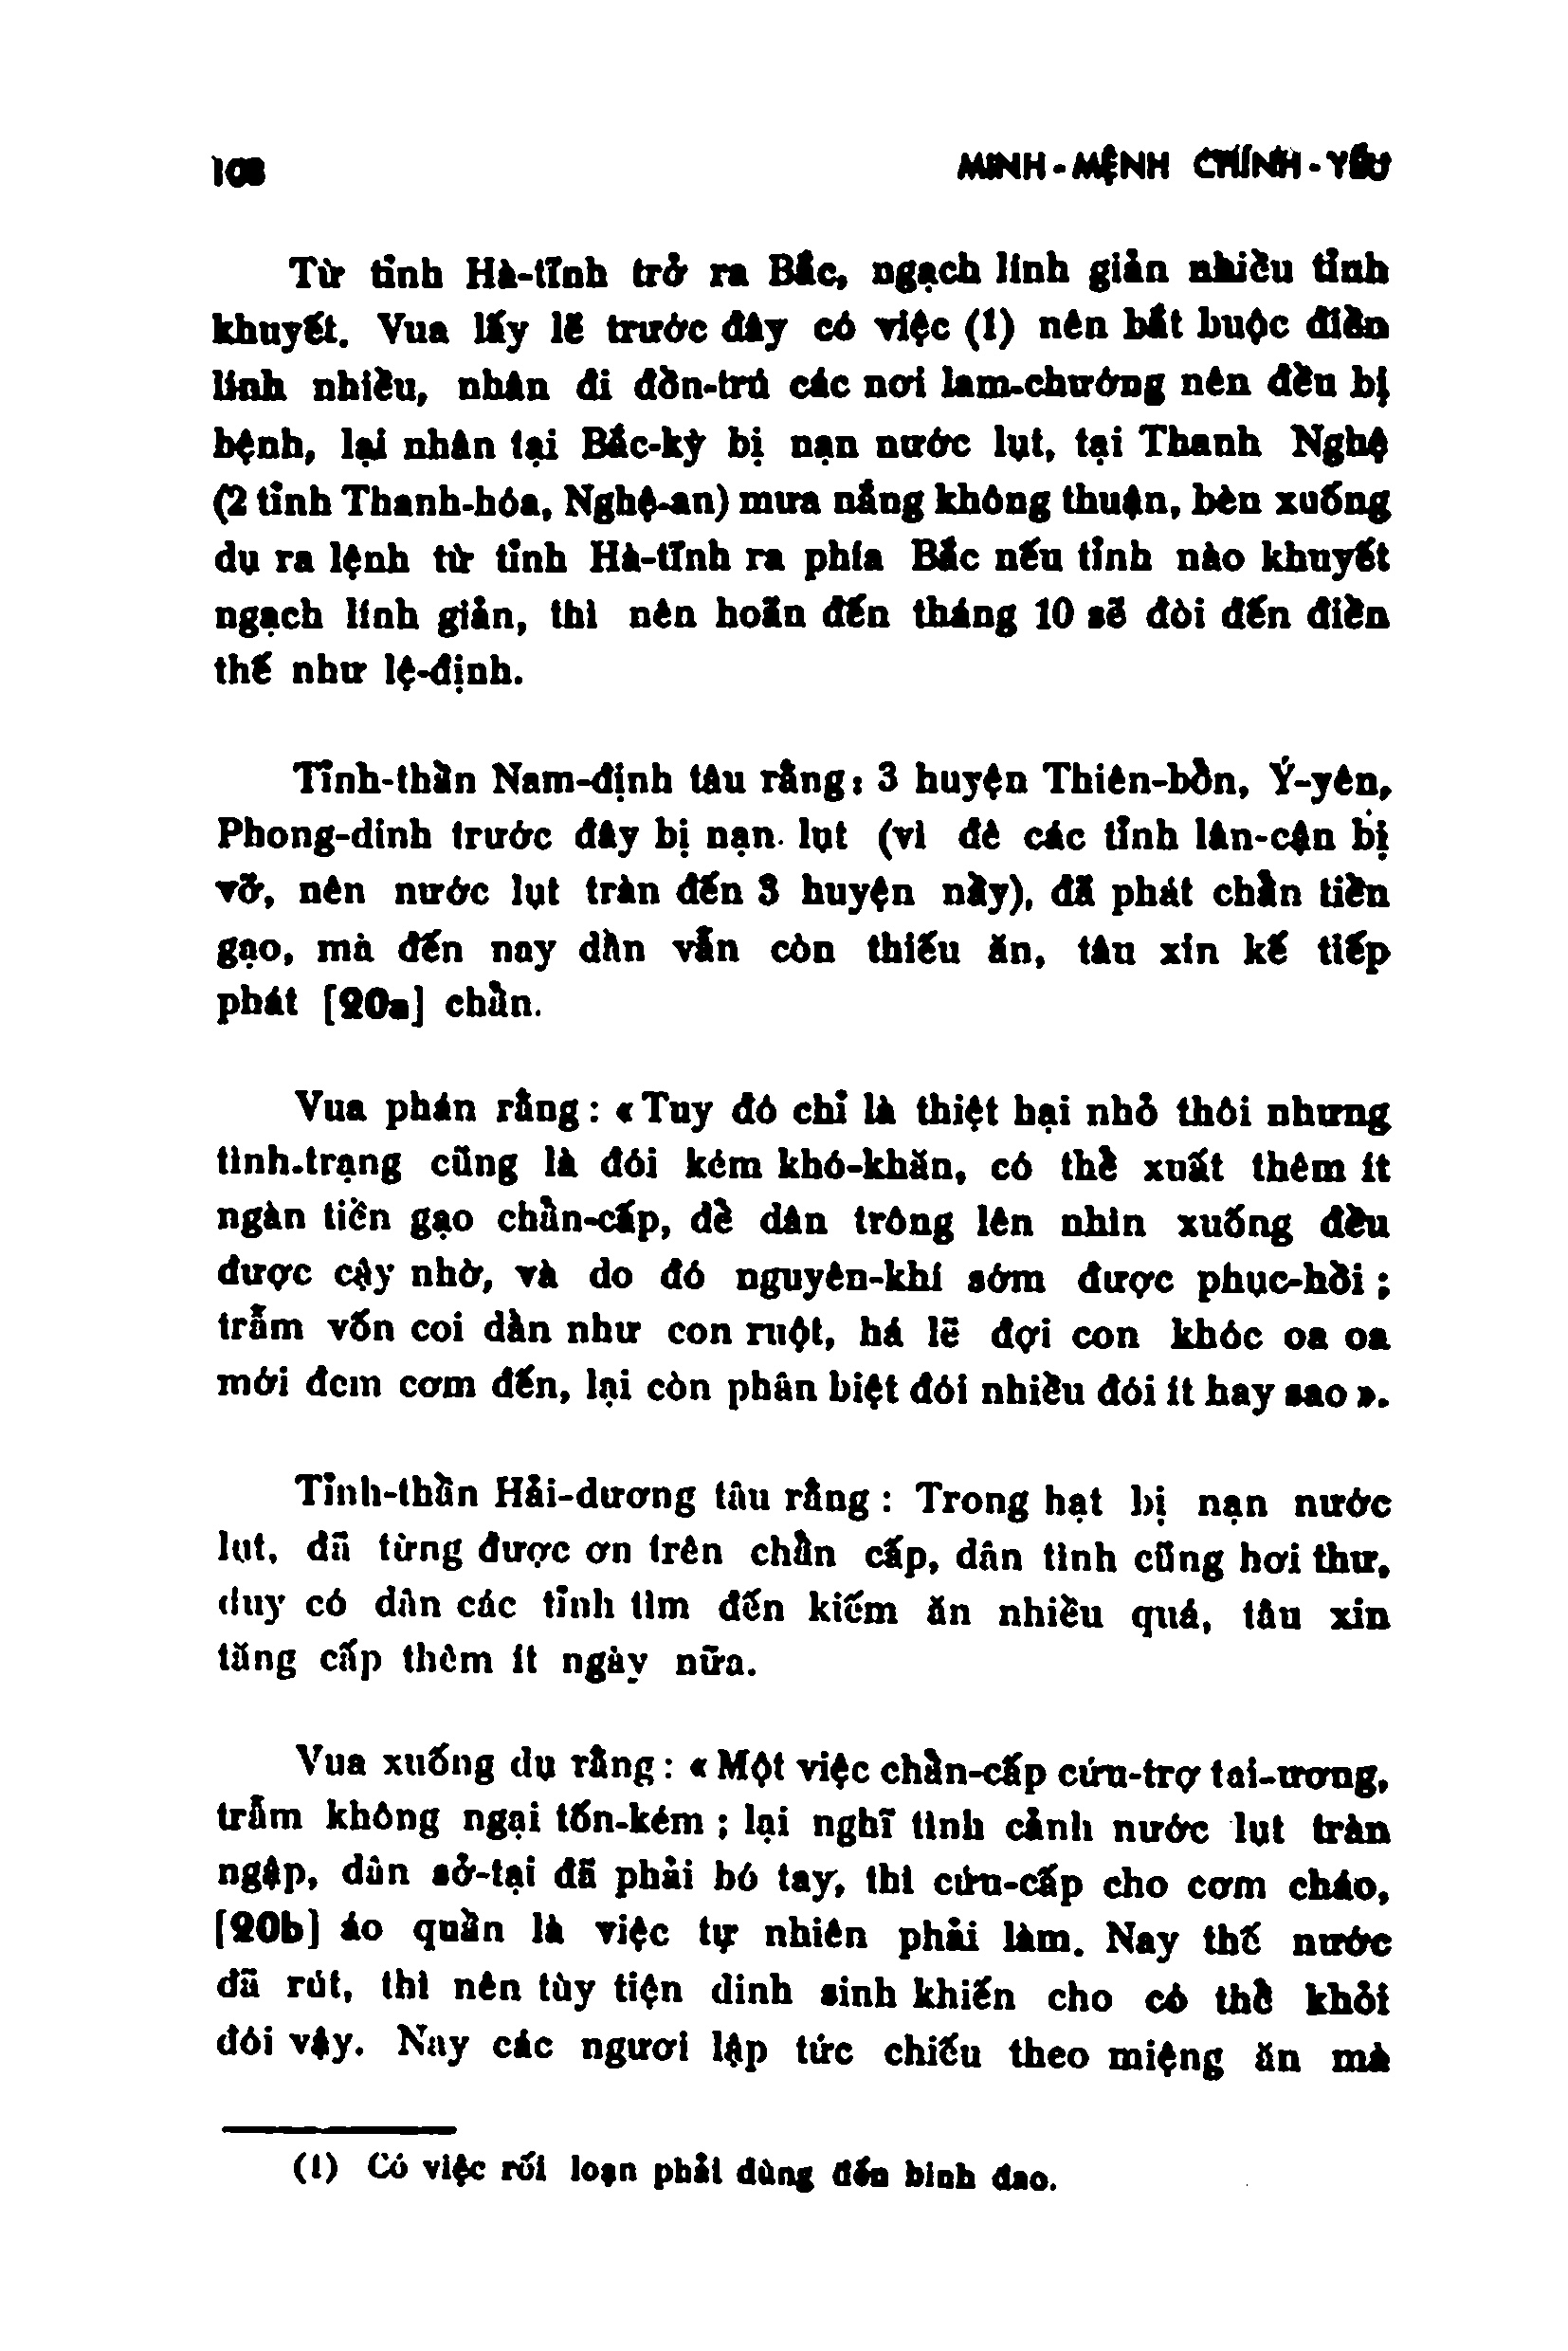 108 MINH-MỆNH CHÍNH-YẾU
Từ tỉnh Hà-tĩnh trở ra Bắc, ngạch lính giản nhiều tỉnh
khuyết. Vua lấy lẽ trước đây có việc (1) nên bắt buộc điền
lính nhiều, nhân đi đồn-trú các nơi lam-chướng nên đều bị
bệnh, lại nhân tại Bắc-kỳ bị nạn nước lụt, tại Thanh Nghệ
(2 tỉnh Thanh-hóa, Nghệ-an) mưa nắng không thuận, bèn xuống
dụ ra lệnh từ tỉnh Hà-tĩnh ra phía Bắc nếu tỉnh nào khuyết
ngạch lính giản, thì nên hoãn đến tháng 10 sẽ đòi đến điền
thế như lệ-định.
Tỉnh-thần Nam-định tâu rằng: 3 huyện Thiên-bồn, Ý-yên,
Phong-dinh trước đây bị nạn lụt (vì đê các tỉnh lân-cận bị
vỡ, nên nước lụt tràn đến 3 huyện nầy), đã phát chẩn tiền
gạo, mà đến nay dân vẫn còn thiếu ăn, tâu xin kế tiếp
phát [20a] chẩn.
Vua phán rằng: « Tuy đó chỉ là thiệt hại nhỏ thôi nhưng
tình-trạng cũng là đói kém khó-khăn, có thể xuất thêm ít
ngàn tiền gạo chẩn-cấp, để dân trông lên nhìn xuống đều
được cậy nhờ, và do đó nguyên-khí sớm được phục-hồi;
trẫm vốn coi dân như con ruột, há lẽ đợi con khóc oa oa
mới đem cơm đến, lại còn phân biệt đói nhiều đói ít hay sao ».
Tỉnh-thần Hải-dương tâu rằng: Trong hạt bị nạn nước
lụt, đã từng được ơn trên chẩn cấp, dân tình cũng hơi thư,
duy có dân các tỉnh tìm đến kiếm ăn nhiều quá, tâu xin
tăng cấp thêm ít ngày nữa.
Vua xuống dụ rằng: « Một việc chẩn-cấp cứu-trợ tai-ương,
trẫm không ngại tốn-kém; lại nghĩ tình cảnh nước lụt tràn
ngập, dân sở-tại đã phải bó tay, thì cứu-cấp cho cơm cháo,
[20b] áo quần là việc tự nhiên phải làm. Nay thế nước
đã rút, thì nên tùy tiện dinh sinh khiến cho có thể khỏi
đói vậy. Nay các ngươi lập tức chiếu theo miệng ăn mà
(1) Có việc rối loạn phải dùng đến binh đao.